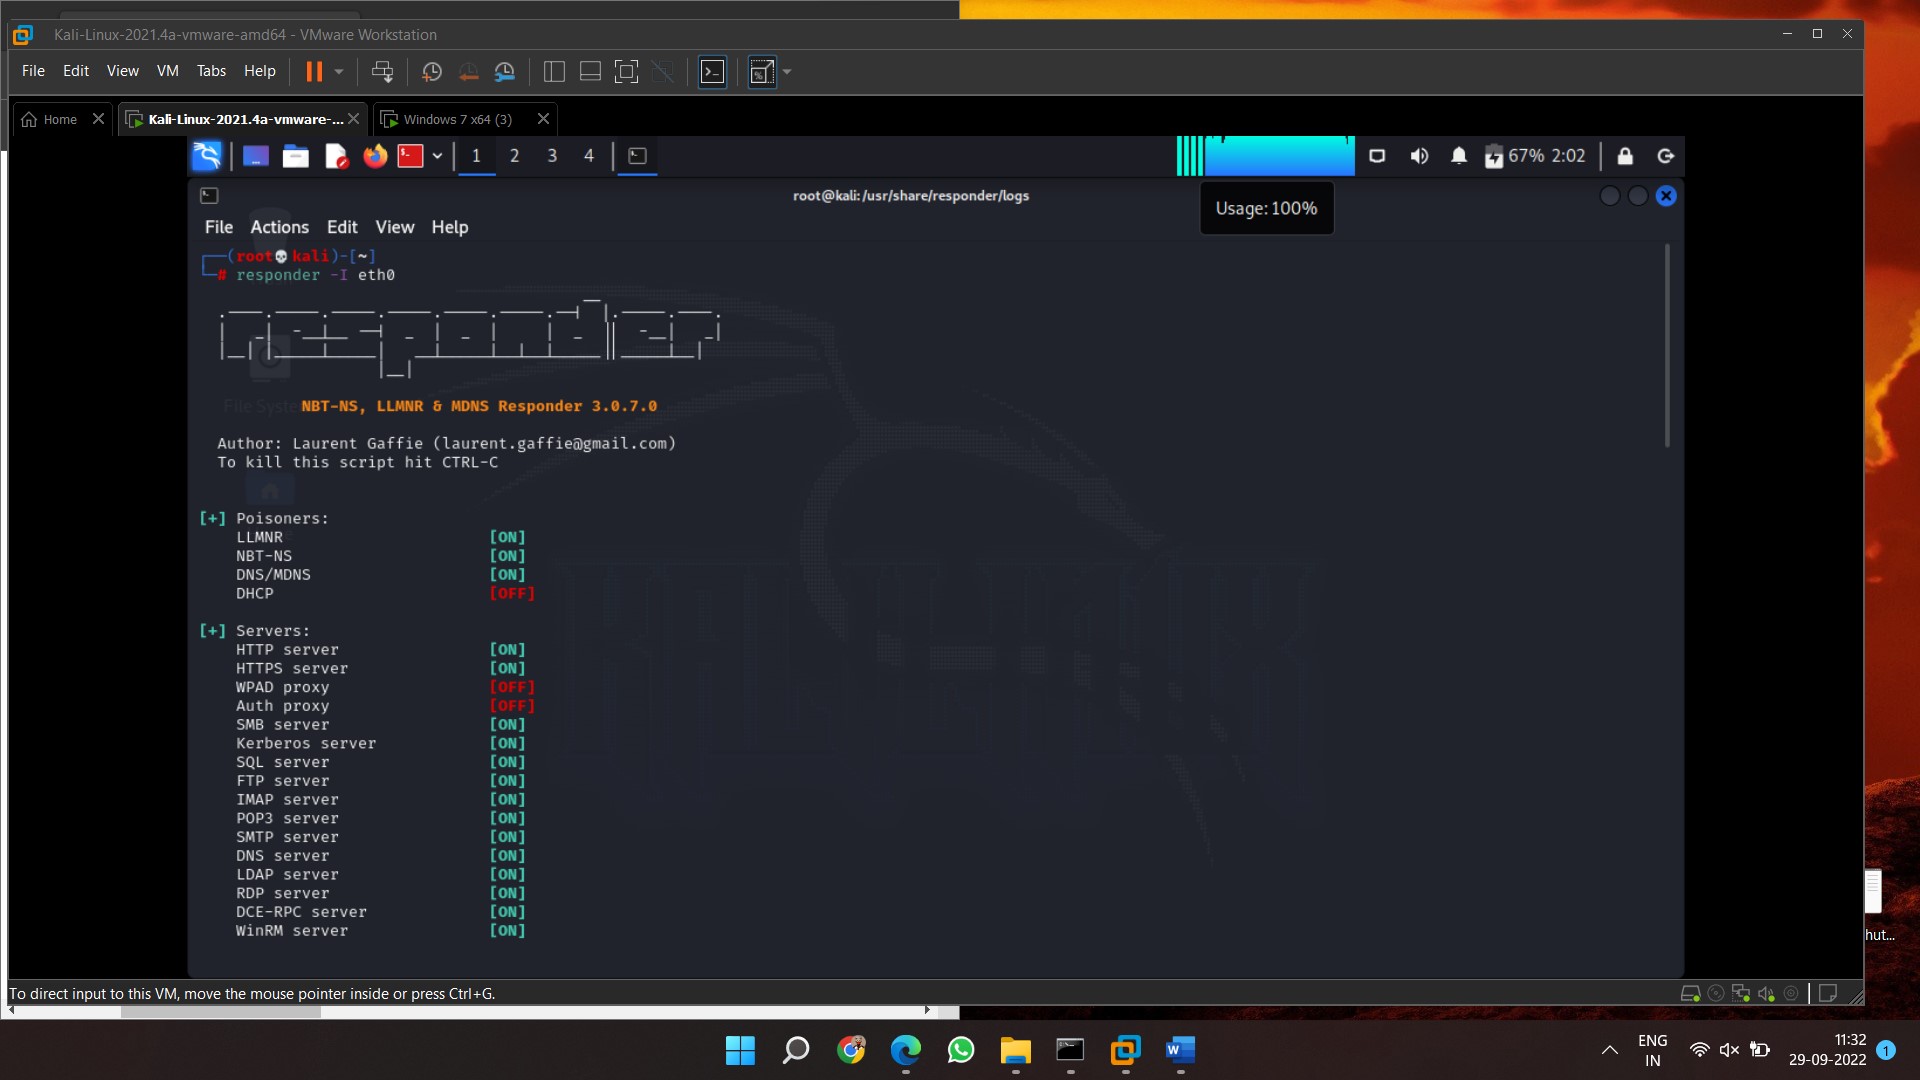 Kali-Linux-2021.4a-vmware-amd64 - VMware Workstation
File Edit View VM Tabs Help
Home
Kali-Linux-2021.4a-vmware-...
Windows 7 x64 (3)
1 2 3 4
67% 2:02
root@kali:/usr/share/responder/logs
Usage: 100%
File Actions Edit View Help
(root💀kali)-[~]
# responder -I eth0
responder
NBT-NS, LLMNR & MDNS Responder 3.0.7.0
Author: Laurent Gaffie (laurent.gaffie@gmail.com)
To kill this script hit CTRL-C
[+] Poisoners:
LLMNR [ON]
NBT-NS [ON]
DNS/MDNS [ON]
DHCP [OFF]
[+] Servers:
HTTP server [ON]
HTTPS server [ON]
WPAD proxy [OFF]
Auth proxy [OFF]
SMB server [ON]
Kerberos server [ON]
SQL server [ON]
FTP server [ON]
IMAP server [ON]
POP3 server [ON]
SMTP server [ON]
DNS server [ON]
LDAP server [ON]
RDP server [ON]
DCE-RPC server [ON]
WinRM server [ON]
hut...
To direct input to this VM, move the mouse pointer inside or press Ctrl+G.
ENG
IN
11:32
29-09-2022
1